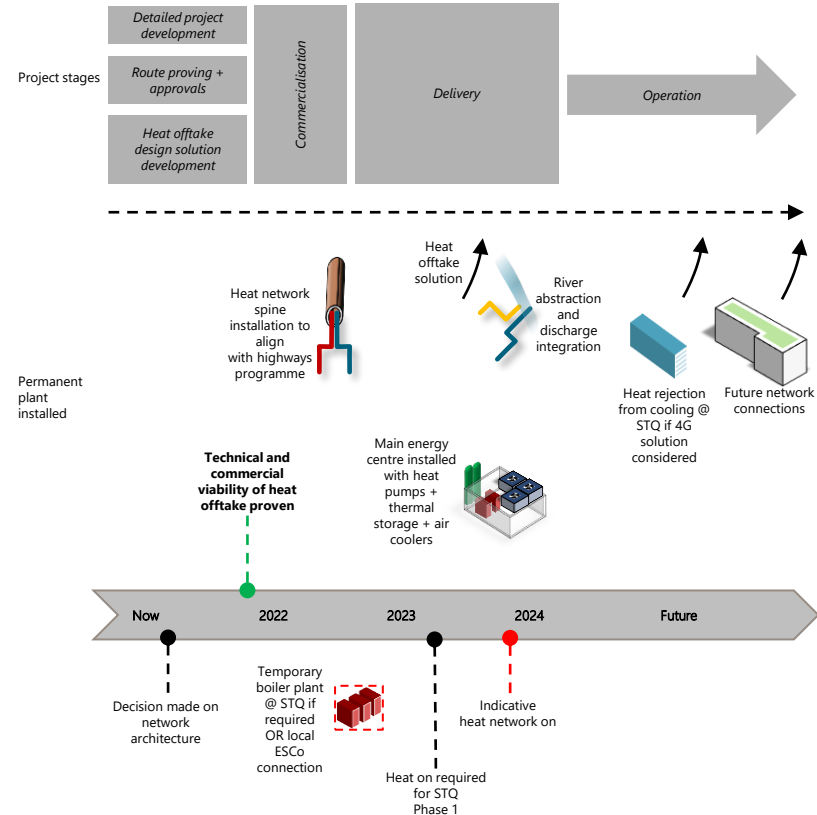 Detailed project
development
Project stages
Route proving +
approvals
Heat offtake
design solution
development
Commercialisation
Delivery
Operation
Heat network
spine
installation to
align
with highways
programme
Heat
offtake
solution
River
abstraction
and
discharge
integration
Permanent
plant
installed
Heat rejection
from cooling @
STQ if 4G
solution
considered
Future network
connections
Technical and
commercial
viability of heat
offtake proven
Main energy
centre installed
with heat
pumps +
thermal
storage + air
coolers
Now
2022
2023
2024
Future
Decision made on
network
architecture
Temporary
boiler plant
@ STQ if
required
OR local
ESCo
connection
Heat on required
for STQ
Phase 1
Indicative
heat network on